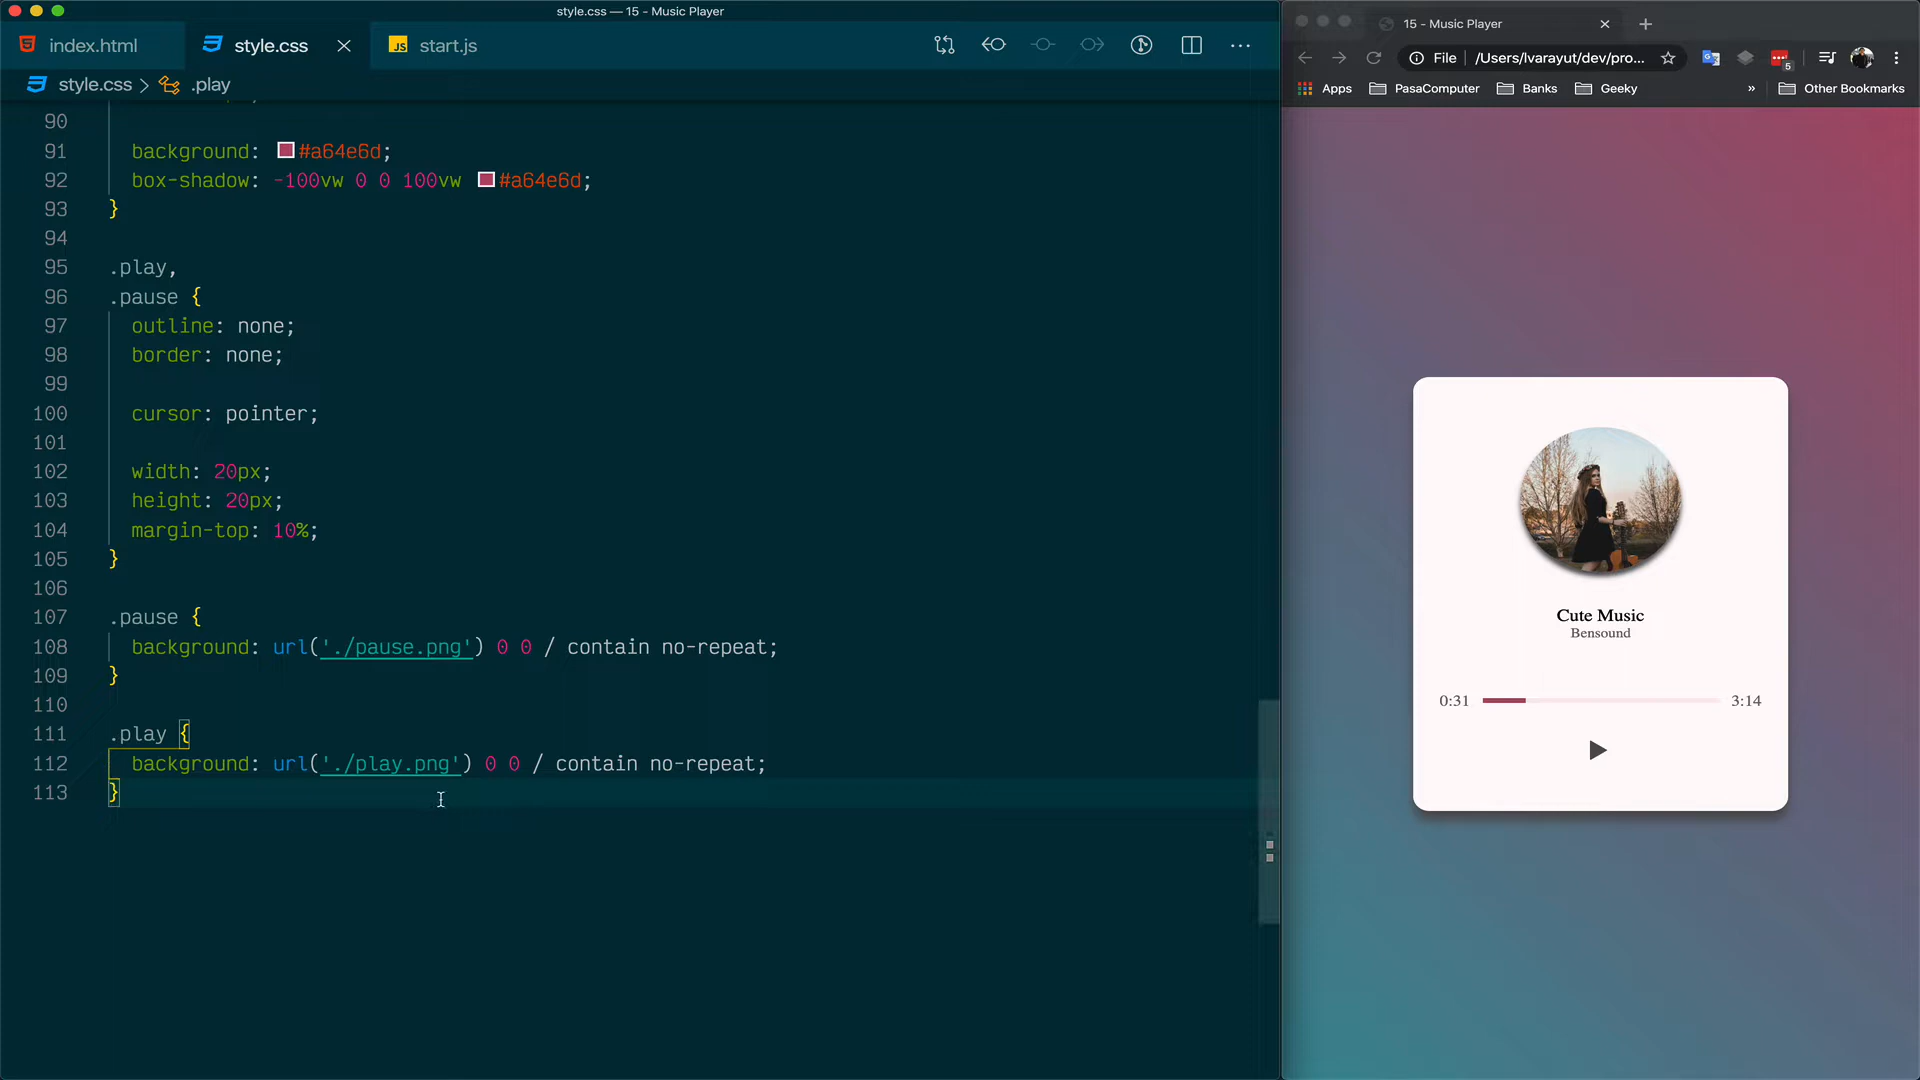 style.css — 15 - Music Player
index.html
style.css
JS start.js
style.css > .play
90
91 background: #a64e6d;
92 box-shadow: -100vw 0 0 100vw #a64e6d;
93 }
94
95 .play,
96 .pause {
97 outline: none;
98 border: none;
99
100 cursor: pointer;
101
102 width: 20px;
103 height: 20px;
104 margin-top: 10%;
105 }
106
107 .pause {
108 background: url('./pause.png') 0 0 / contain no-repeat;
109 }
110
111 .play {
112 background: url('./play.png') 0 0 / contain no-repeat;
113 }
15 - Music Player
File | /Users/lvarayut/dev/pro...
5
Apps
PasaComputer
Banks
Geeky
»
Other Bookmarks
Cute Music
Bensound
0:31
3:14